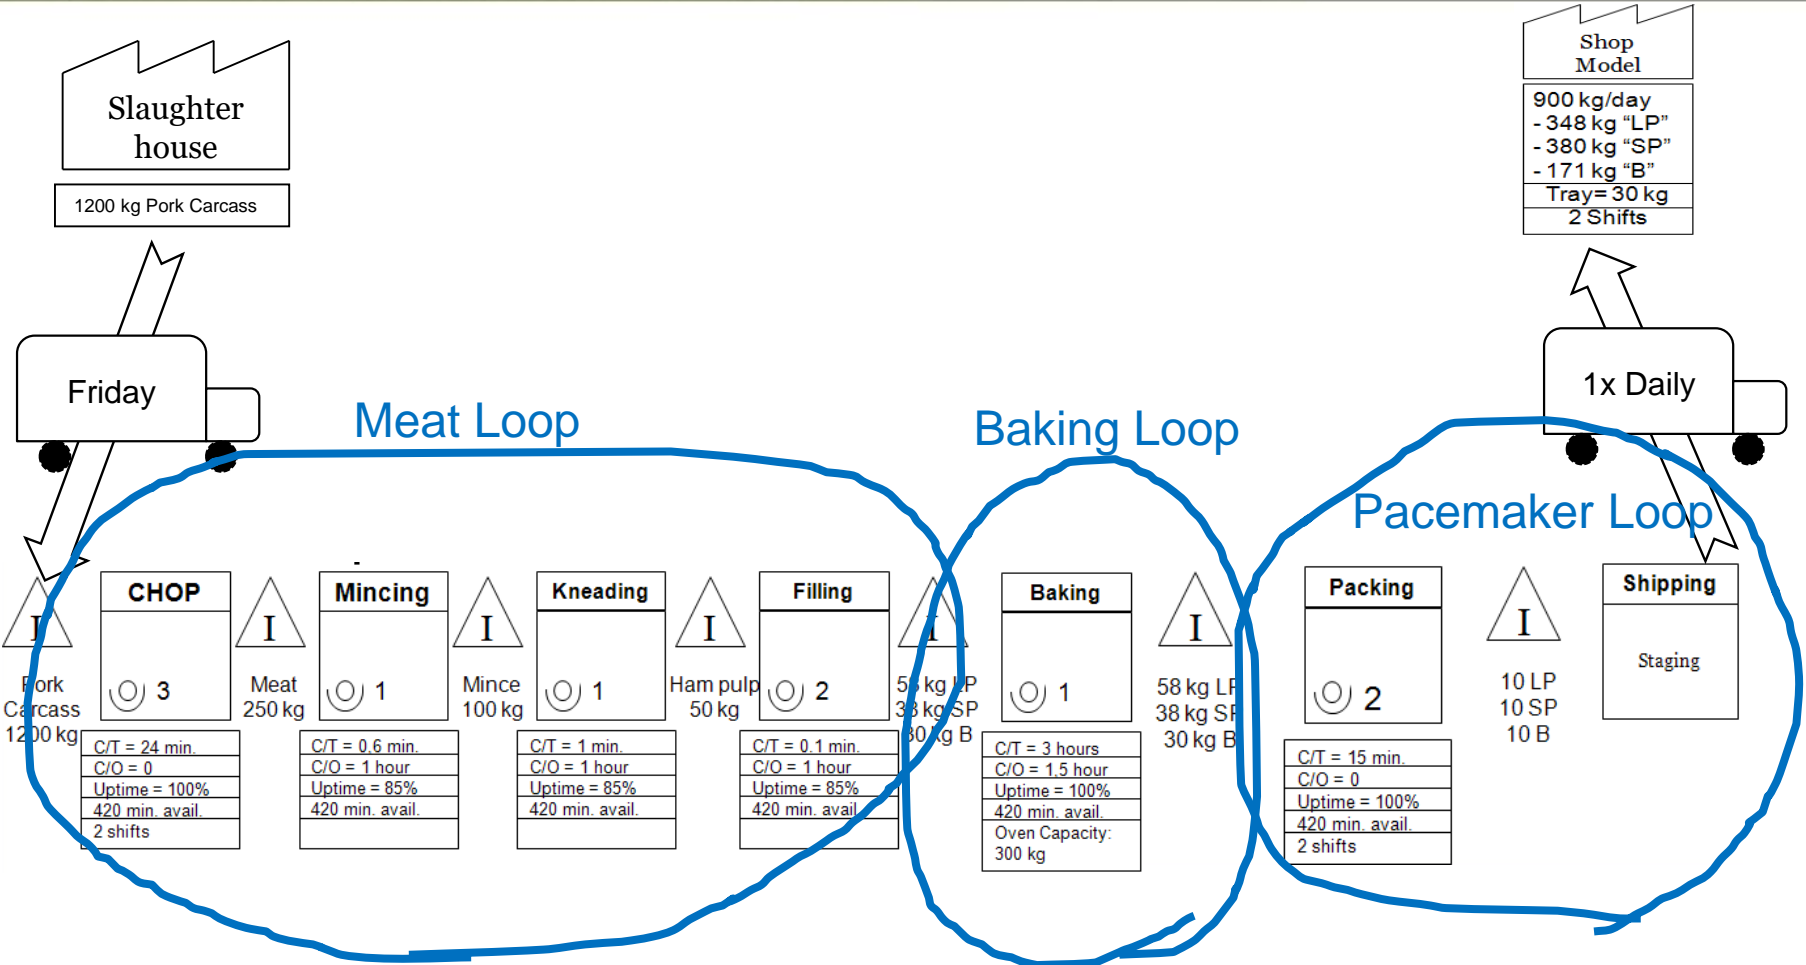 Slaughter
house
1200 kg Pork Carcass
Friday
Shop
Model
900 kg/day
- 348 kg “LP”
- 380 kg “SP”
- 171 kg “B”
Tray= 30 kg
2 Shifts
1x Daily
Meat Loop
Baking Loop
Pacemaker Loop
I
Pork
Carcass
1200 kg
CHOP
3
C/T = 24 min.
C/O = 0
Uptime = 100%
420 min. avail.
2 shifts
I
Meat
250 kg
-
Mincing
1
C/T = 0.6 min.
C/O = 1 hour
Uptime = 85%
420 min. avail.
I
Mince
100 kg
Kneading
1
C/T = 1 min.
C/O = 1 hour
Uptime = 85%
420 min. avail.
I
Ham pulp
50 kg
Filling
2
C/T = 0.1 min.
C/O = 1 hour
Uptime = 85%
420 min. avail.
I
58 kg LP
38 kg SP
30 kg B
Baking
1
C/T = 3 hours
C/O = 1,5 hour
Uptime = 100%
420 min. avail.
Oven Capacity:
300 kg
I
58 kg LP
38 kg SP
30 kg B
Packing
2
C/T = 15 min.
C/O = 0
Uptime = 100%
420 min. avail.
2 shifts
I
10 LP
10 SP
10 B
Shipping
Staging